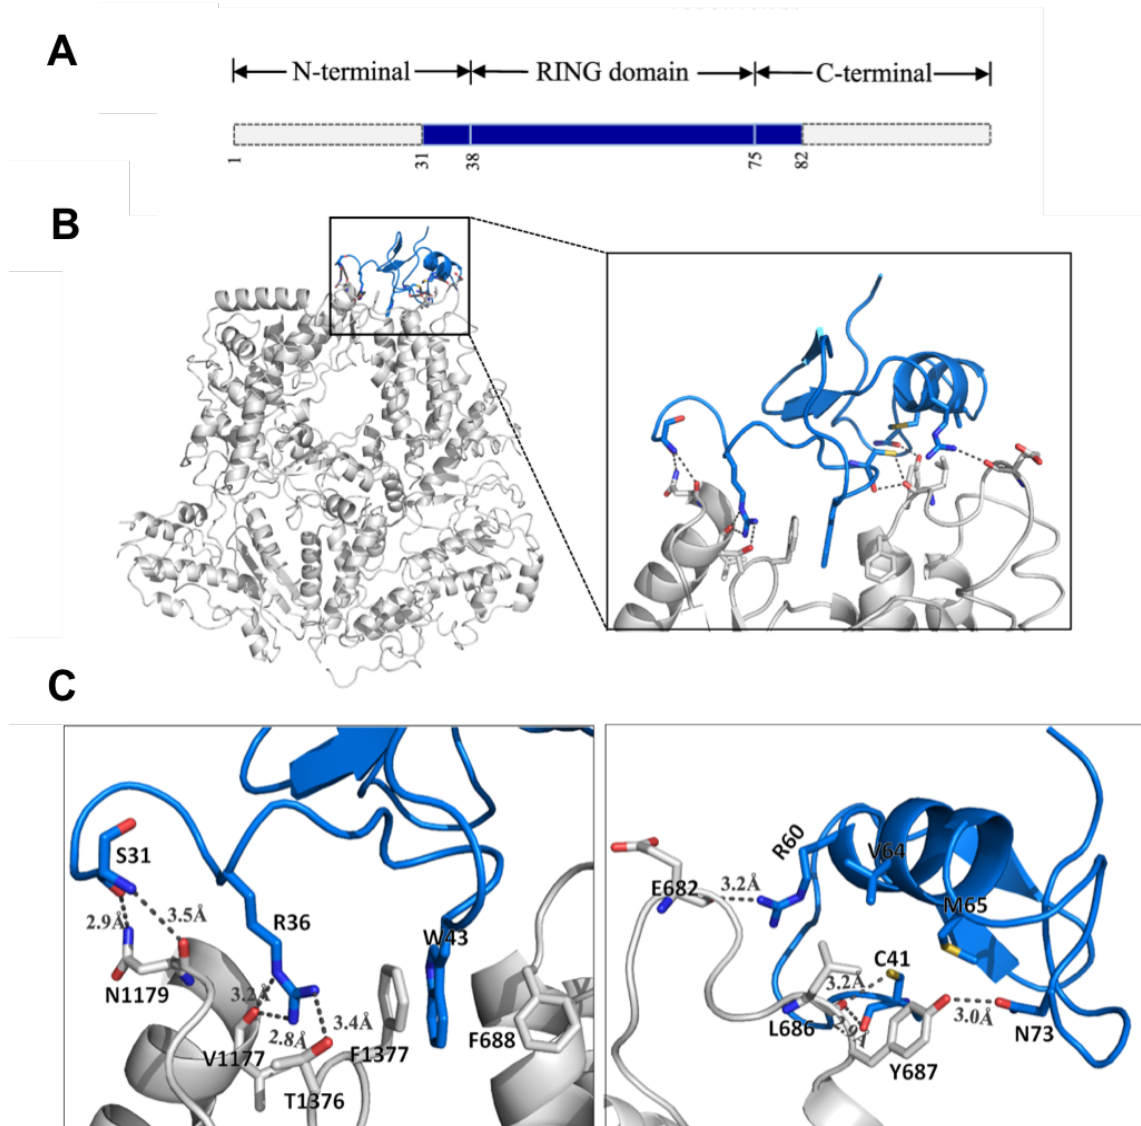 A
N-terminal RING domain C-terminal
1 31 38 75 82
B
C
S31
2.9Å 3.5Å
R36
W43
N1179
3.2Å
2.8Å 3.4Å
V1177 F1377 F688
T1376
R60
V64
E682 3.2Å
M65
C41
3.2Å
L686 3.0Å N73
Y687